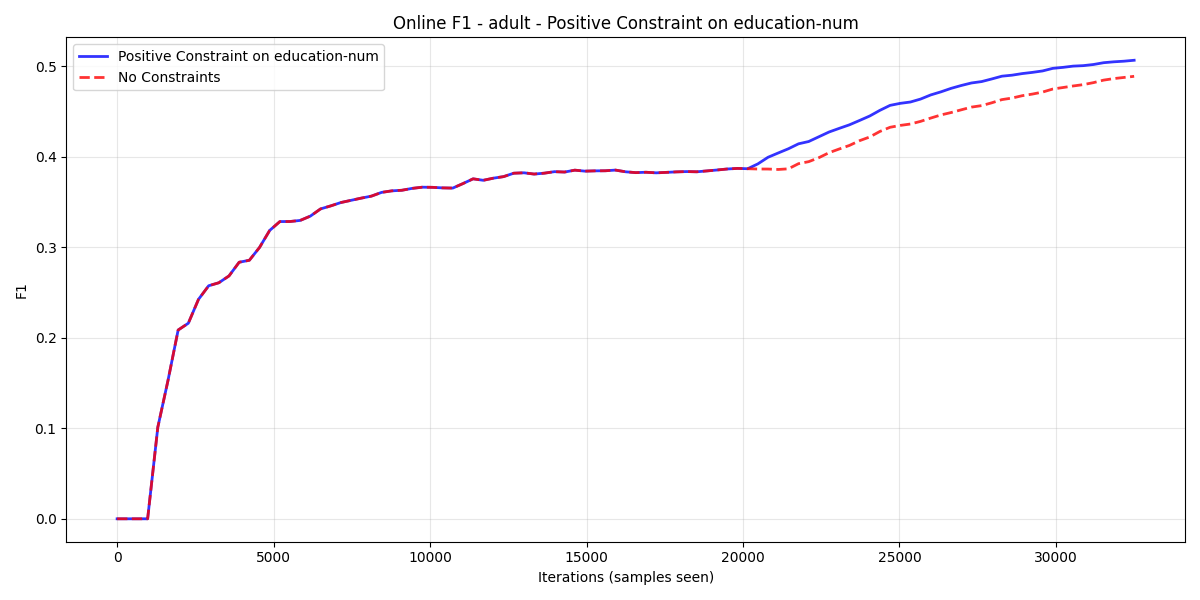 Online F1 - adult - Positive Constraint on education-num
Positive Constraint on education-num
No Constraints
F1
0.5
0.4
0.3
0.2
0.1
0.0
0 5000 10000 15000 20000 25000 30000
Iterations (samples seen)